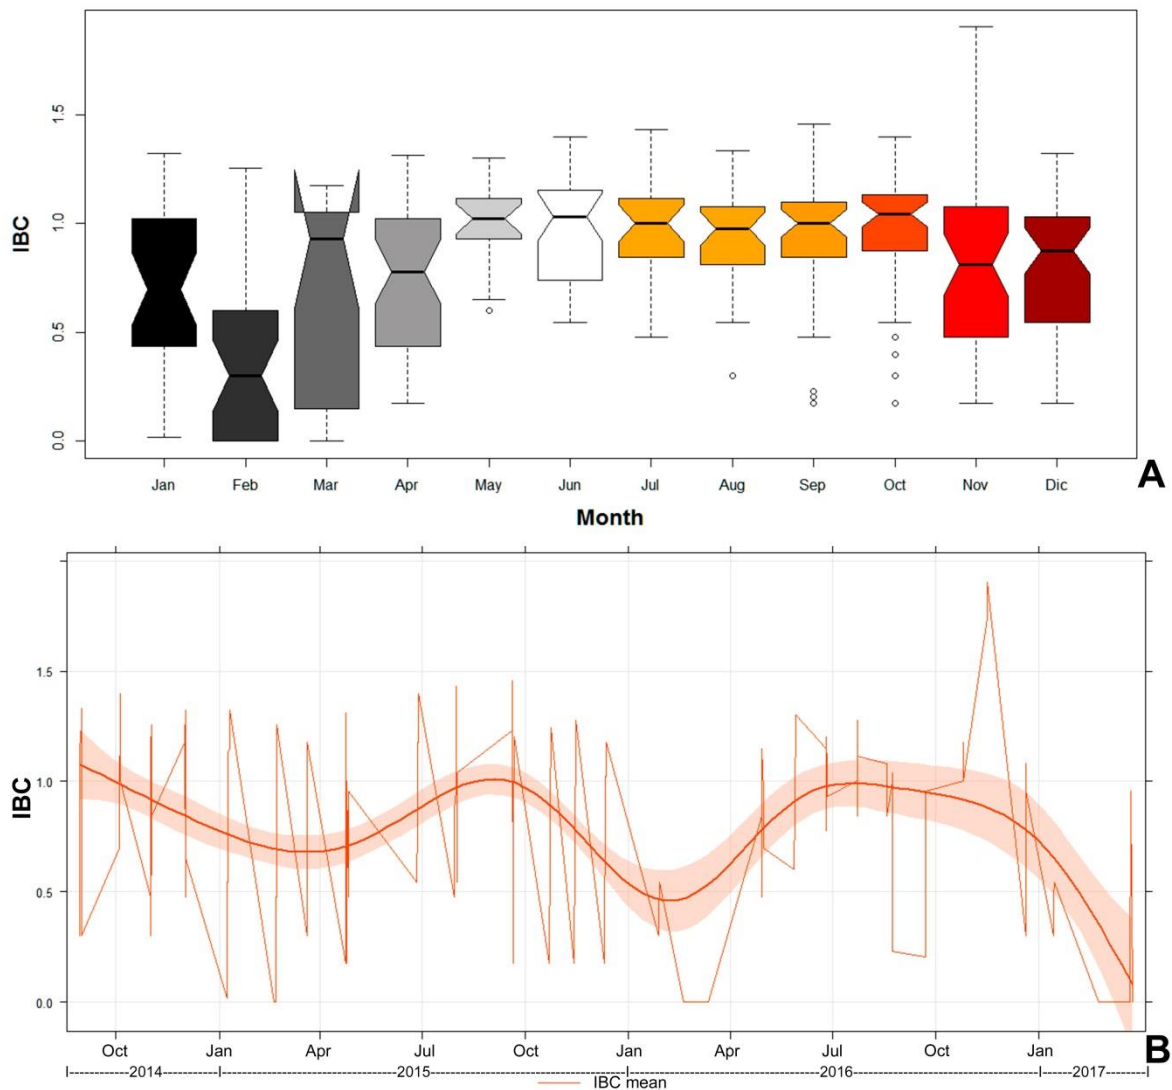 IBC
1.5
1.0
0.5
0.0
Jan Feb Mar Apr May Jun Jul Aug Sep Oct Nov Dic
Month
A
IBC
1.5
1.0
0.5
0.0
Oct Jan Apr Jul Oct Jan Apr Jul Oct Jan
B
|--------2014--------|--------2015--------|--------2016--------|--------2017--------|
IBC mean